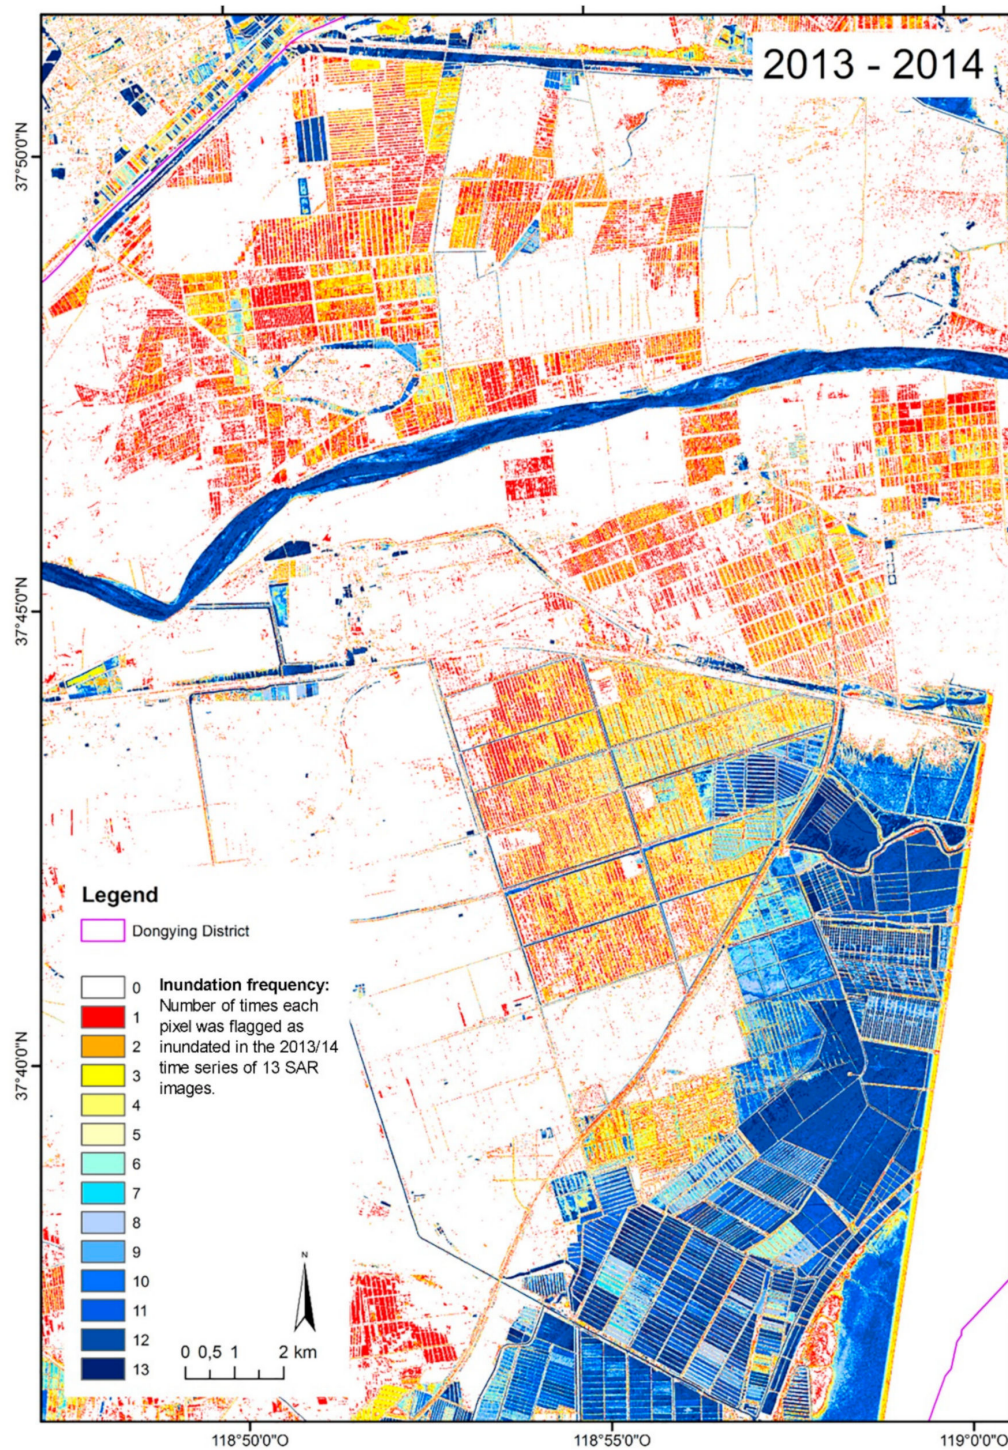 2013 - 2014
37°50'0"N
37°45'0"N
37°40'0"N
Legend
Dongying District
Inundation frequency:
Number of times each
pixel was flagged as
inundated in the 2013/14
time series of 13 SAR
images.
0
1
2
3
4
5
6
7
8
9
10
11
12
13
N
0 0,5 1 2 km
118°50'0"O
118°55'0"O
119°0'0"O